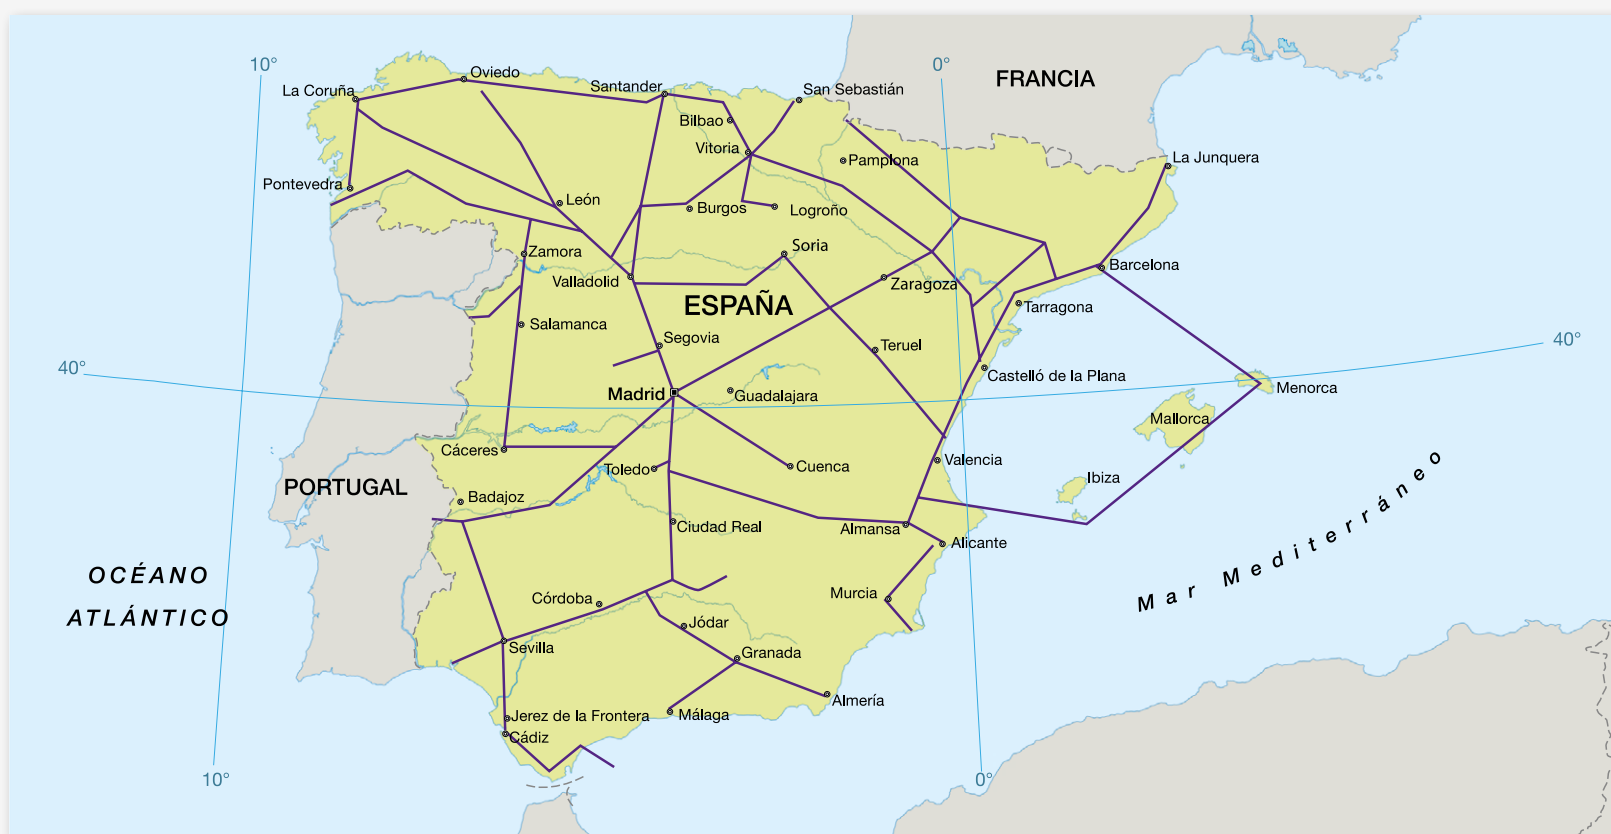 10°
0°
Oviedo
FRANCIA
La Coruña
Santander
San Sebastián
Bilbao
Vitoria
Pamplona
La Junquera
Pontevedra
León
Burgos
Logroño
Soria
Zamora
Barcelona
Valladolid
Zaragoza
ESPAÑA
Tarragona
Salamanca
Segovia
Teruel
40°
40°
Castelló de la Plana
Madrid
Guadalajara
Menorca
Mallorca
Cáceres
Valencia
Toledo
Cuenca
Ibiza
PORTUGAL
Badajoz
Ciudad Real
Almansa
Alicante
Mar Mediterráneo
OCÉANO
ATLÁNTICO
Córdoba
Murcia
Jódar
Sevilla
Granada
Almería
Jerez de la Frontera
Málaga
Cádiz
10°
0°